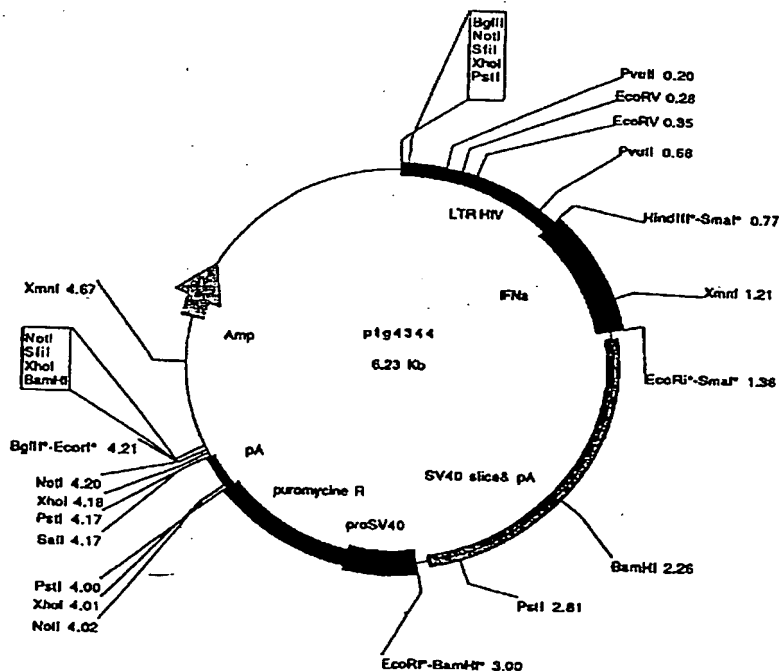 BglII
NotI
SfiI
XhoI
PstI
PvuII 0.20
EcoRV 0.28
EcoRV 0.35
PvuII 0.68
LTR HIV
HindIII*-SmaI* 0.77
IFNa
XmnI 1.21
EcoRI*-SmaI* 1.36
XmnI 4.67
Amp
ptg4344
6.23 Kb
NotI
SfiI
XhoI
BamHI
BglII*-EcorI* 4.21
NotI 4.20
XhoI 4.18
PstI 4.17
SalI 4.17
pA
puromycine R
proSV40
SV40 slice& pA
BamHI 2.26
PstI 2.81
PstI 4.00
XhoI 4.01
NotI 4.02
EcoRI*-BamHI* 3.00